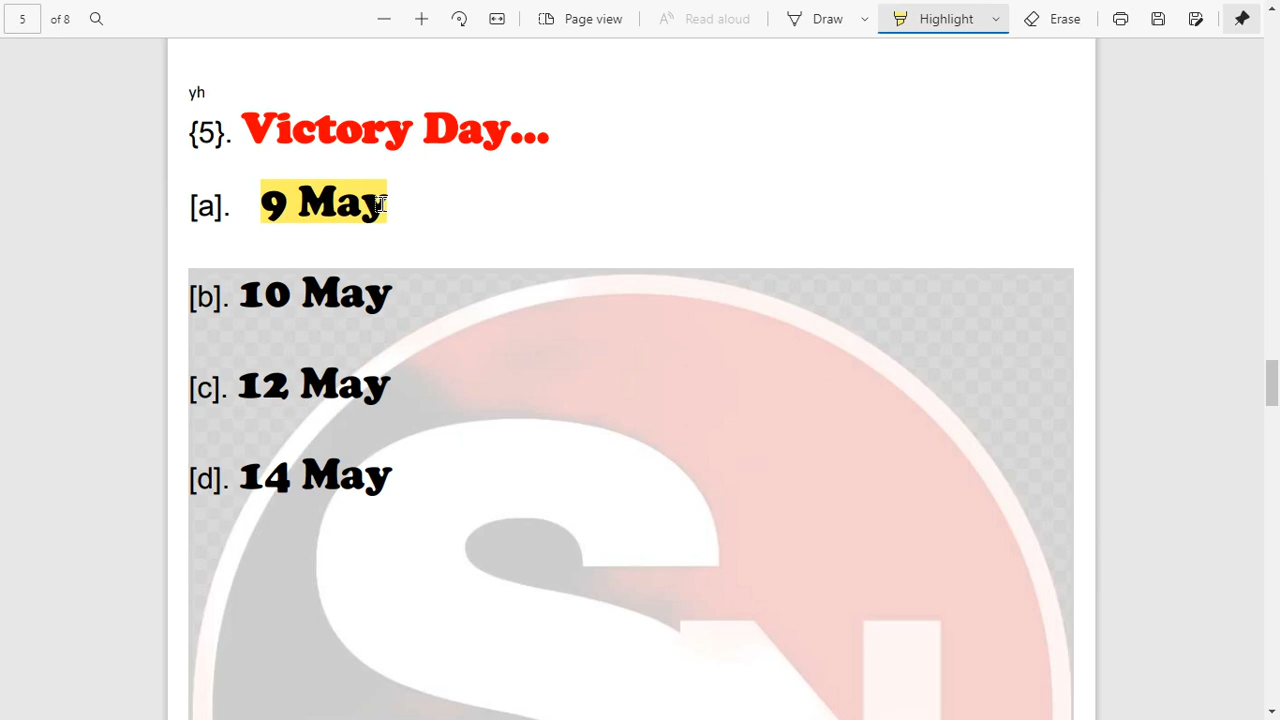 5 of 8 Page view Read aloud Draw Highlight Erase
yh
{5}. Victory Day...
[a]. 9 May
[b]. 10 May
[c]. 12 May
[d]. 14 May
SN